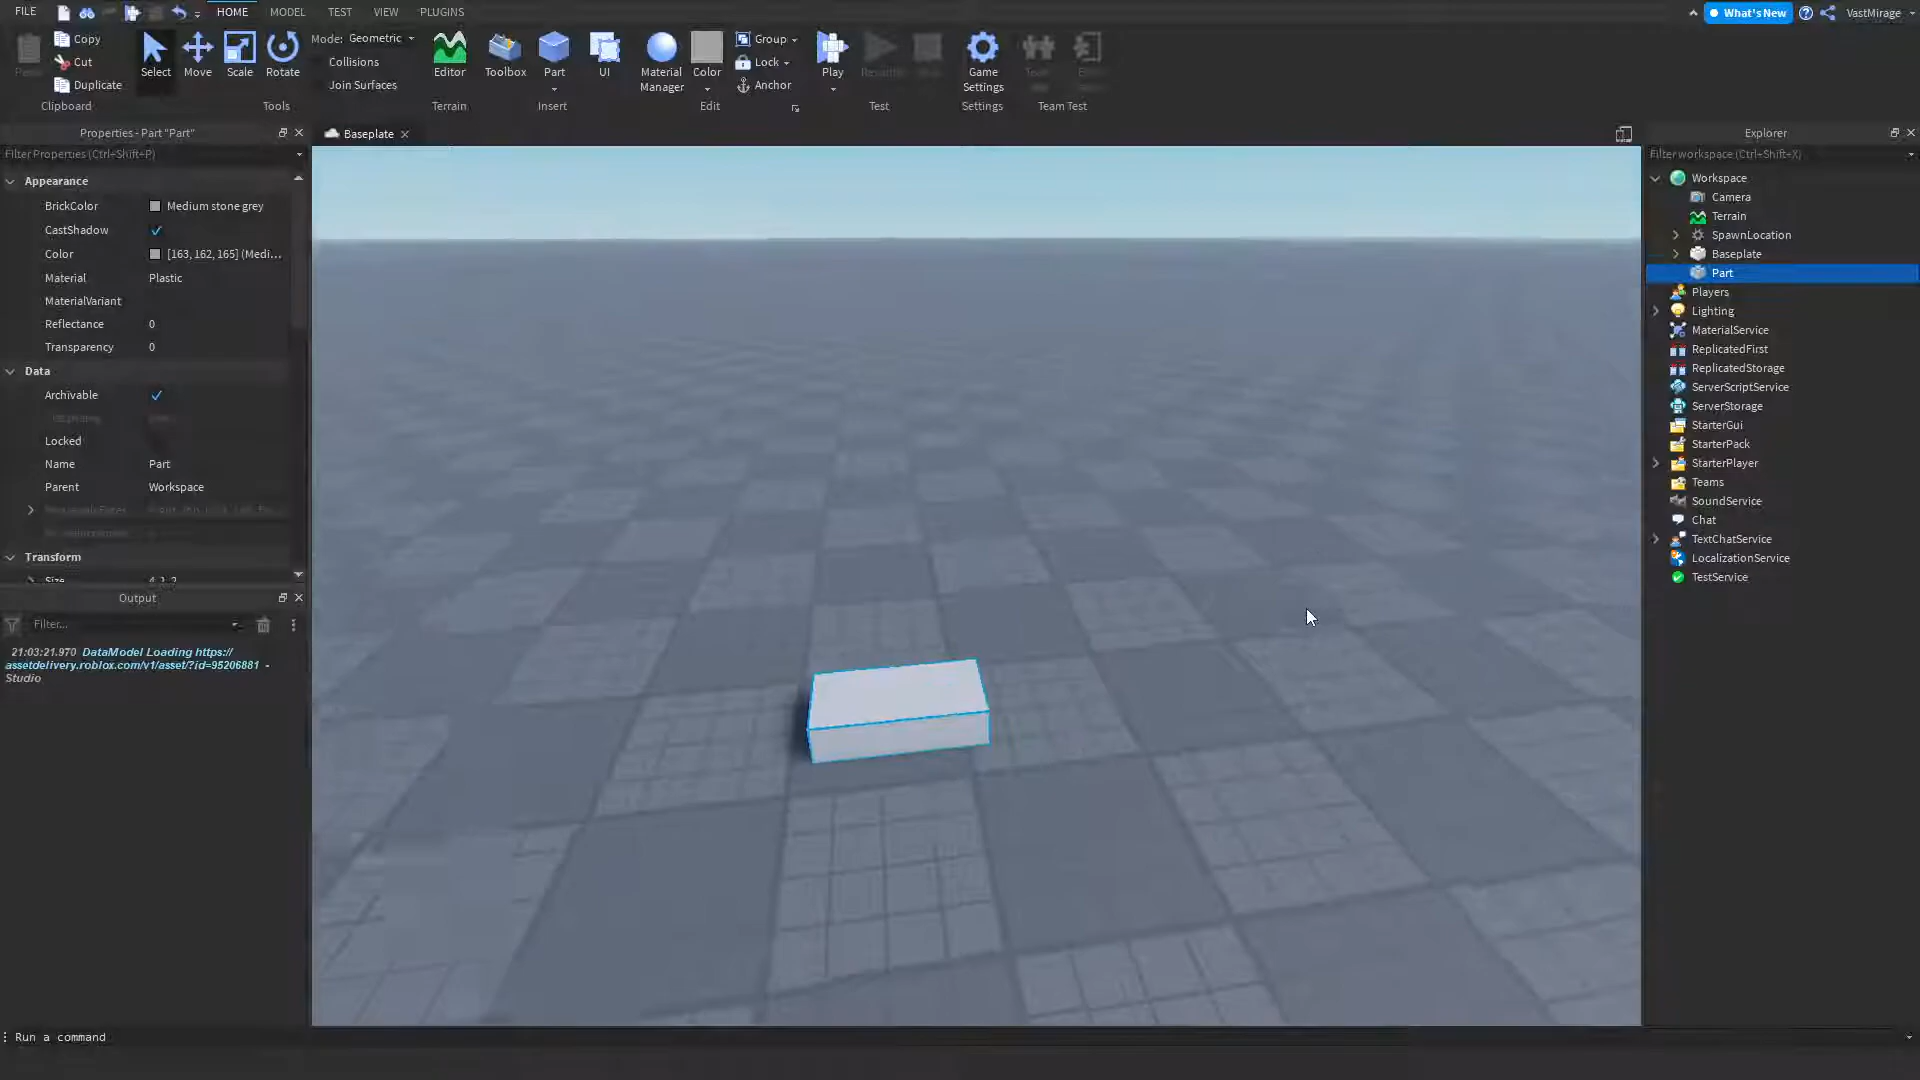 FILE
HOME
MODEL
TEST
VIEW
PLUGINS
What's New
VastMirage
Copy
Cut
Duplicate
Clipboard
Select
Move
Scale
Rotate
Tools
Mode: Geometric
Collisions
Join Surfaces
Editor
Terrain
Toolbox
Part
UI
Insert
Material
Manager
Color
Group
Lock
Anchor
Edit
Play
Test
Game
Settings
Settings
Team Test
Properties - Part "Part"
Filter Properties (Ctrl+Shift+P)
Appearance
BrickColor Medium stone grey
CastShadow
Color [163, 162, 165] (Medi...
Material Plastic
MaterialVariant
Reflectance 0
Transparency 0
Data
Archivable
Locked
Name Part
Parent Workspace
Transform
Size
Output
Filter...
21:03:21.970 DataModel Loading https://
assetdelivery.roblox.com/v1/asset/?id=95206881 -
Studio
Run a command
Baseplate
Explorer
Filter workspace (Ctrl+Shift+X)
Workspace
Camera
Terrain
SpawnLocation
Baseplate
Part
Players
Lighting
MaterialService
ReplicatedFirst
ReplicatedStorage
ServerScriptService
ServerStorage
StarterGui
StarterPack
StarterPlayer
Teams
SoundService
Chat
TextChatService
LocalizationService
TestService